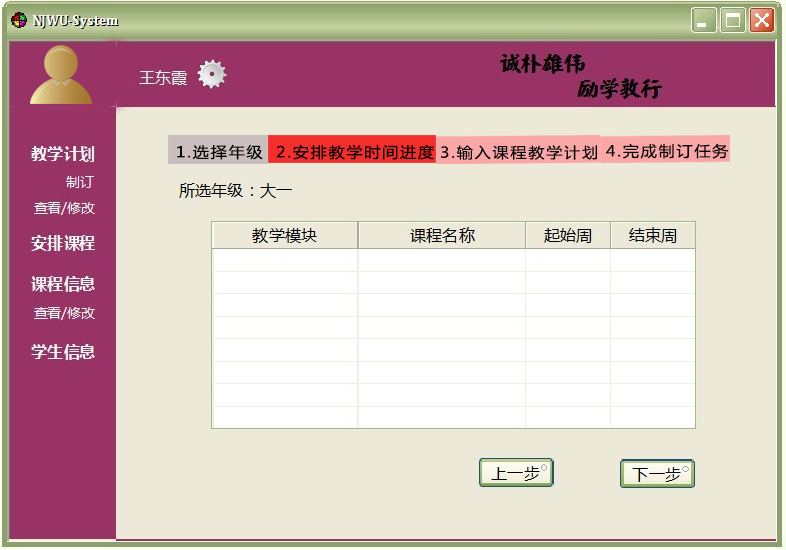 NJWU-System
王东霞
诚朴雄伟
励学敦行
教学计划
制订
查看/修改
安排课程
课程信息
查看/修改
学生信息
1.选择年级 2.安排教学时间进度 3.输入课程教学计划 4.完成制订任务
所选年级：大一
教学模块 课程名称 起始周 结束周
上一步 下一步